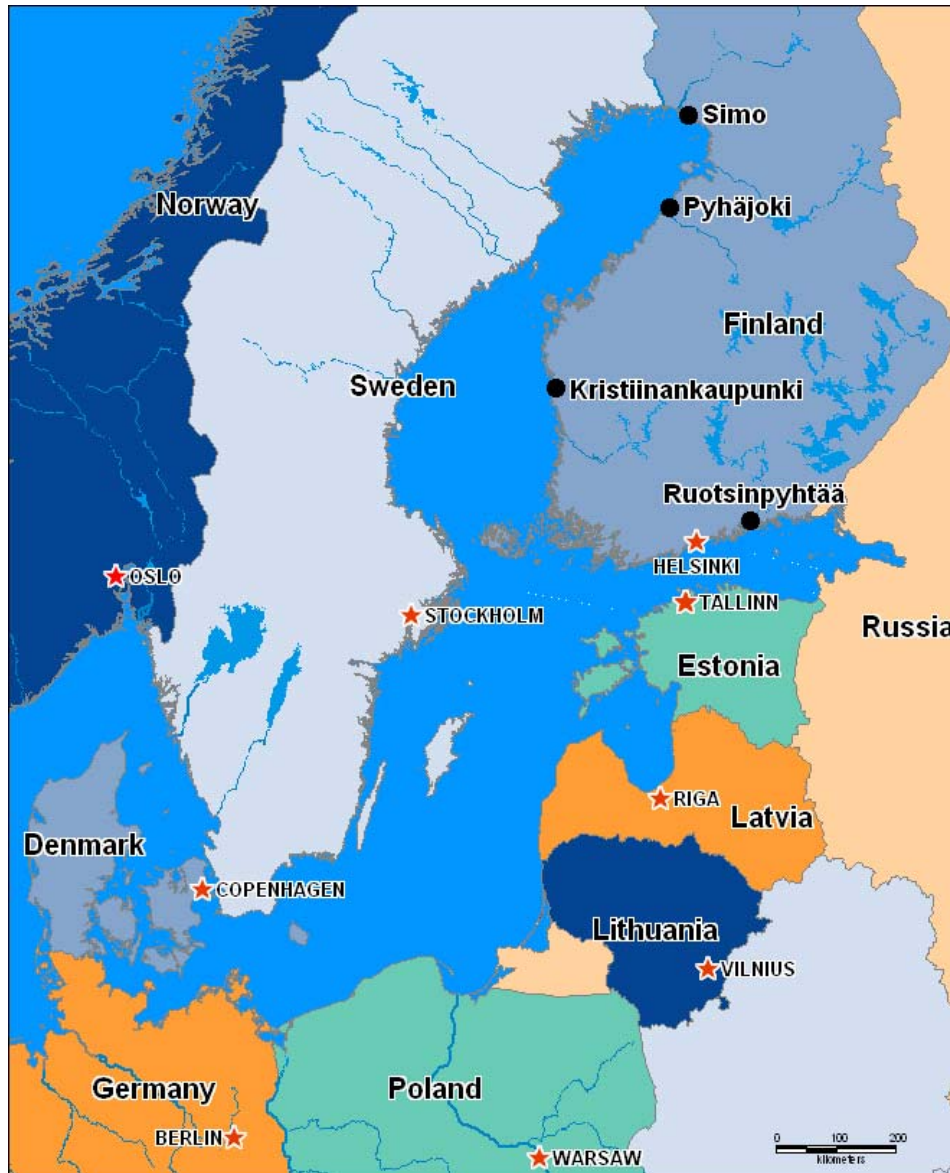 Simo
Norway
Pyhäjoki
Finland
Sweden
Kristiinankaupunki
Ruotsinpyhtää
HELSINKI
OSLO
TALLINN
STOCKHOLM
Russia
Estonia
RIGA
Latvia
Denmark
COPENHAGEN
Lithuania
VILNIUS
Germany
Poland
BERLIN
WARSAW
0 100 200
kilometers